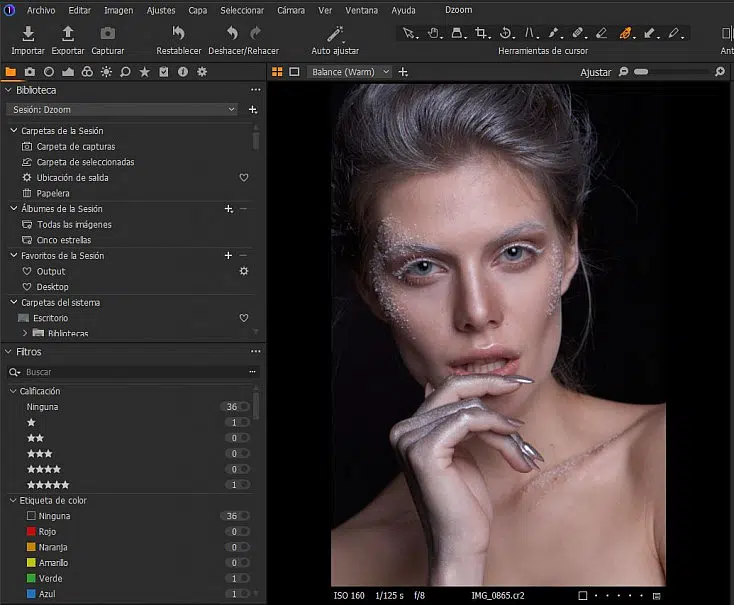 Archivo Editar Imagen Ajustes Capa Seleccionar Cámara Ver Ventana Ayuda Dzoom
Importar Exportar Capturar Restablecer Deshacer/Rehacer Auto ajustar Herramientas de cursor Ant
Biblioteca
Balance (Warm) Ajustar
Sesión: Dzoom
Carpetas de la Sesión
Carpeta de capturas
Carpeta de seleccionadas
Ubicación de salida
Papelera
Álbumes de la Sesión
Todas las imágenes
Cinco estrellas
Favoritos de la Sesión
Output
Desktop
Carpetas del sistema
Escritorio
Bibliotecas
Filtros
Buscar
Calificación
Ninguna 36
1
0
0
0
1
Etiqueta de color
Ninguna 36
Rojo 0
Naranja 0
Amarillo 0
Verde 1
Azul 1
ISO 160 1/125 s f/8 IMG_0865.cr2